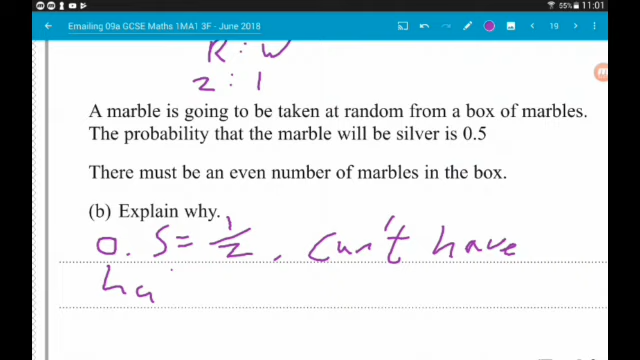 11:01
Emailing 09a GCSE Maths 1MA1 3F - June 2018
19
R : W
2 : 1
A marble is going to be taken at random from a box of marbles.
The probability that the marble will be silver is 0.5
There must be an even number of marbles in the box.
(b) Explain why.
0.5 = 1/2, can't have
ha